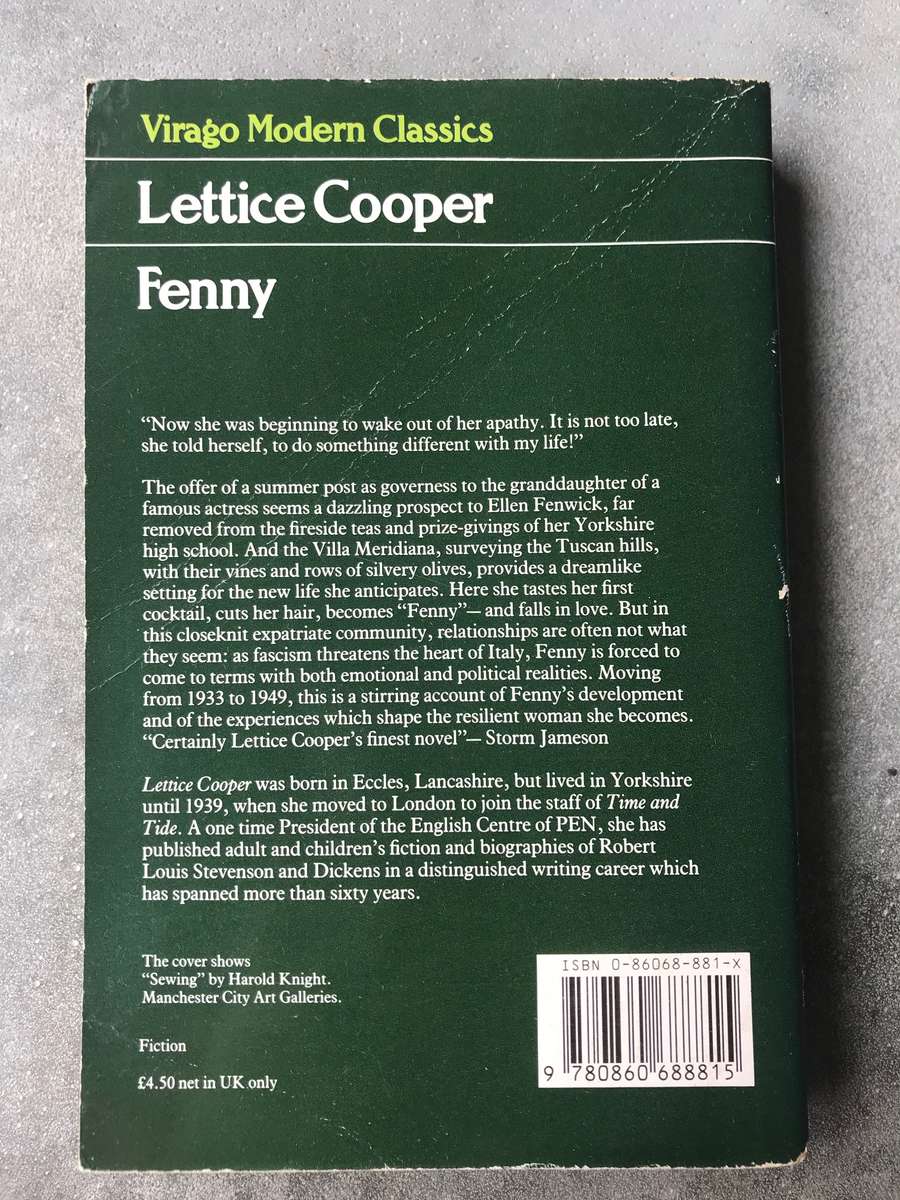 Virago Modern Classics
Lettice Cooper
Fenny
“Now she was beginning to wake out of her apathy. It is not too late,
she told herself, to do something different with my life!”
The offer of a summer post as governess to the granddaughter of a
famous actress seems a dazzling prospect to Ellen Fenwick, far
removed from the fireside teas and prize-givings of her Yorkshire
high school. And the Villa Meridiana, surveying the Tuscan hills,
with their vines and rows of silvery olives, provides a dreamlike
setting for the new life she anticipates. Here she tastes her first
cocktail, cuts her hair, becomes “Fenny”— and falls in love. But in
this closeknit expatriate community, relationships are often not what
they seem: as fascism threatens the heart of Italy, Fenny is forced to
come to terms with both emotional and political realities. Moving
from 1933 to 1949, this is a stirring account of Fenny’s development
and of the experiences which shape the resilient woman she becomes.
“Certainly Lettice Cooper’s finest novel”— Storm Jameson
Lettice Cooper was born in Eccles, Lancashire, but lived in Yorkshire
until 1939, when she moved to London to join the staff of Time and
Tide. A one time President of the English Centre of PEN, she has
published adult and children’s fiction and biographies of Robert
Louis Stevenson and Dickens in a distinguished writing career which
has spanned more than sixty years.
The cover shows
“Sewing” by Harold Knight.
Manchester City Art Galleries.
Fiction
£4.50 net in UK only
ISBN 0-86068-881-X
9 780860 688815